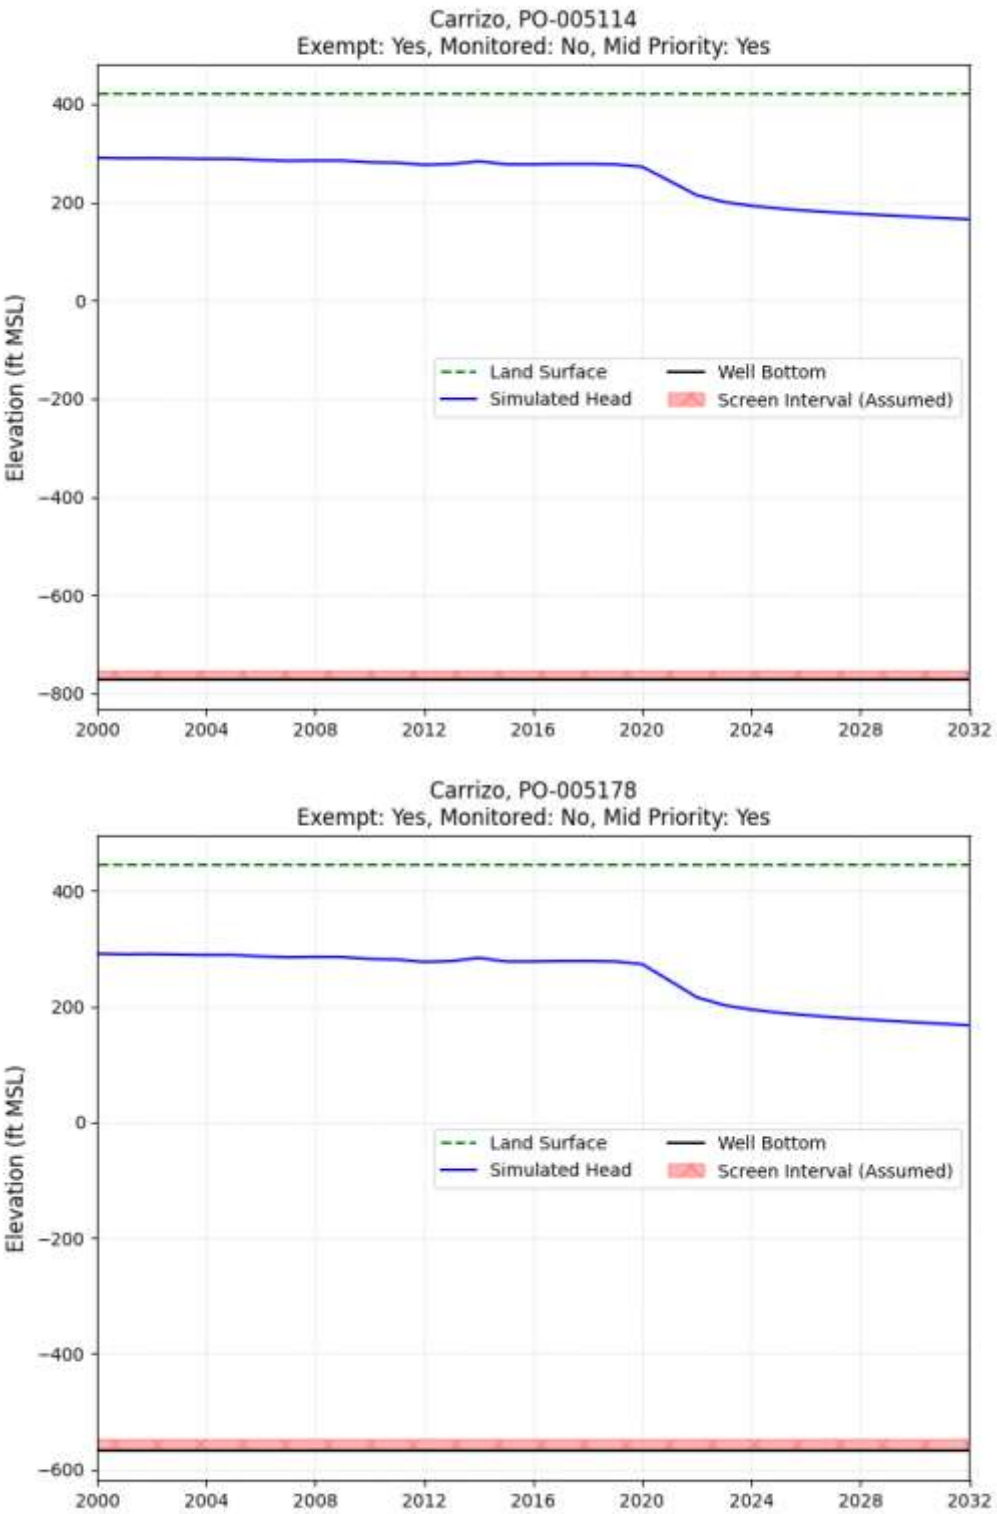 Carrizo, PO-005114
Exempt: Yes, Monitored: No, Mid Priority: Yes
Elevation (ft MSL)
400
200
0
−200
−400
−600
−800
Land Surface
Simulated Head
Well Bottom
Screen Interval (Assumed)
2000 2004 2008 2012 2016 2020 2024 2028 2032
Carrizo, PO-005178
Exempt: Yes, Monitored: No, Mid Priority: Yes
Elevation (ft MSL)
400
200
0
−200
−400
−600
Land Surface
Simulated Head
Well Bottom
Screen Interval (Assumed)
2000 2004 2008 2012 2016 2020 2024 2028 2032